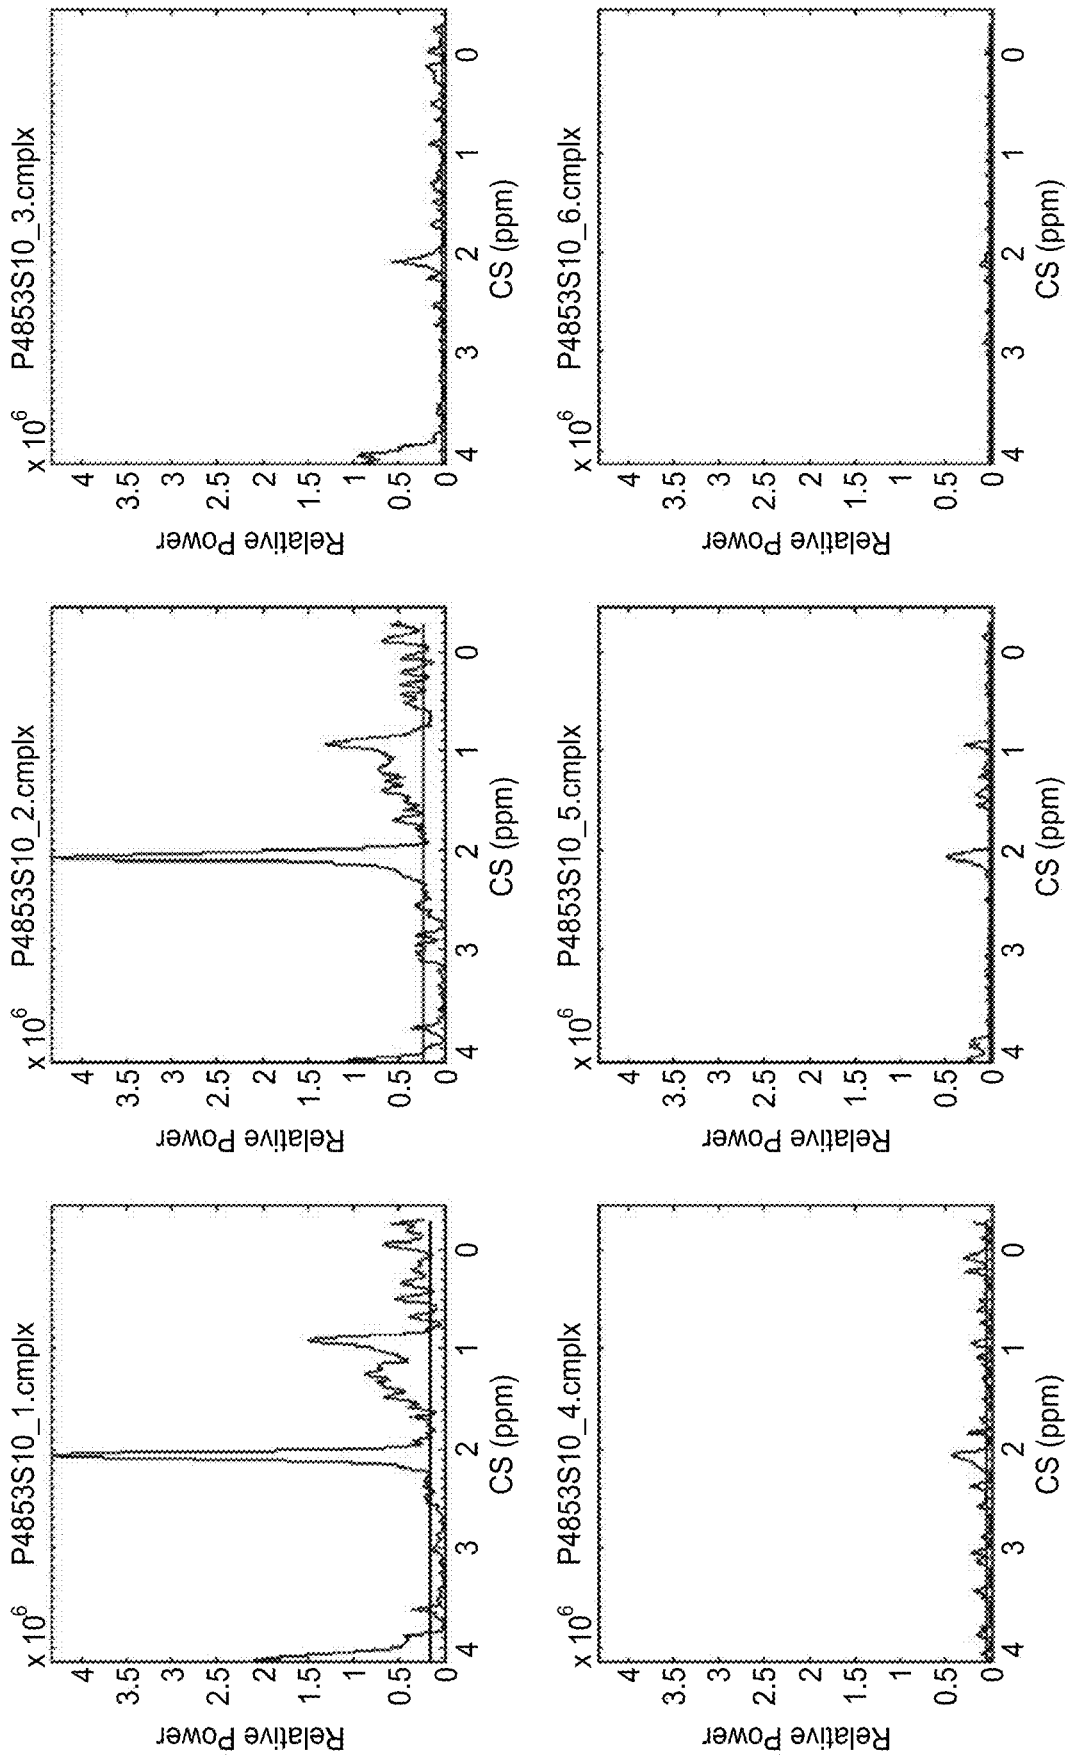 P4853S10_1.cmplx
x 10^6
Relative Power
4
3.5
3
2.5
2
1.5
1
0.5
0
4 3 2 1 0
CS (ppm)
P4853S10_2.cmplx
x 10^6
Relative Power
4
3.5
3
2.5
2
1.5
1
0.5
0
4 3 2 1 0
CS (ppm)
P4853S10_3.cmplx
x 10^6
Relative Power
4
3.5
3
2.5
2
1.5
1
0.5
0
4 3 2 1 0
CS (ppm)
P4853S10_4.cmplx
x 10^6
Relative Power
4
3.5
3
2.5
2
1.5
1
0.5
0
4 3 2 1 0
CS (ppm)
P4853S10_5.cmplx
x 10^6
Relative Power
4
3.5
3
2.5
2
1.5
1
0.5
0
4 3 2 1 0
CS (ppm)
P4853S10_6.cmplx
x 10^6
Relative Power
4
3.5
3
2.5
2
1.5
1
0.5
0
4 3 2 1 0
CS (ppm)